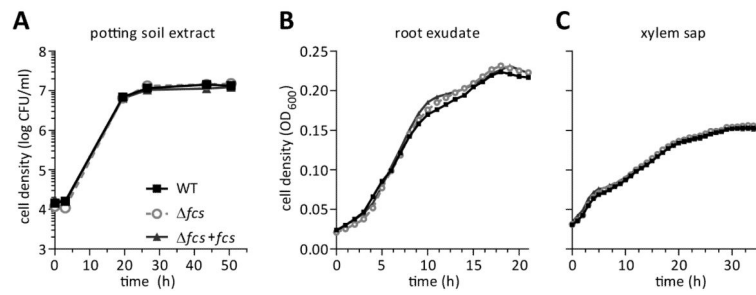 A potting soil extract
B root exudate
C xylem sap
cell density (log CFU/ml)
8
7
6
5
4
3
WT
Δfcs
Δfcs+fcs
0 10 20 30 40 50
time (h)
cell density (OD600)
0.25
0.20
0.15
0.10
0.05
0.00
0 5 10 15 20
time (h)
0 10 20 30
time (h)